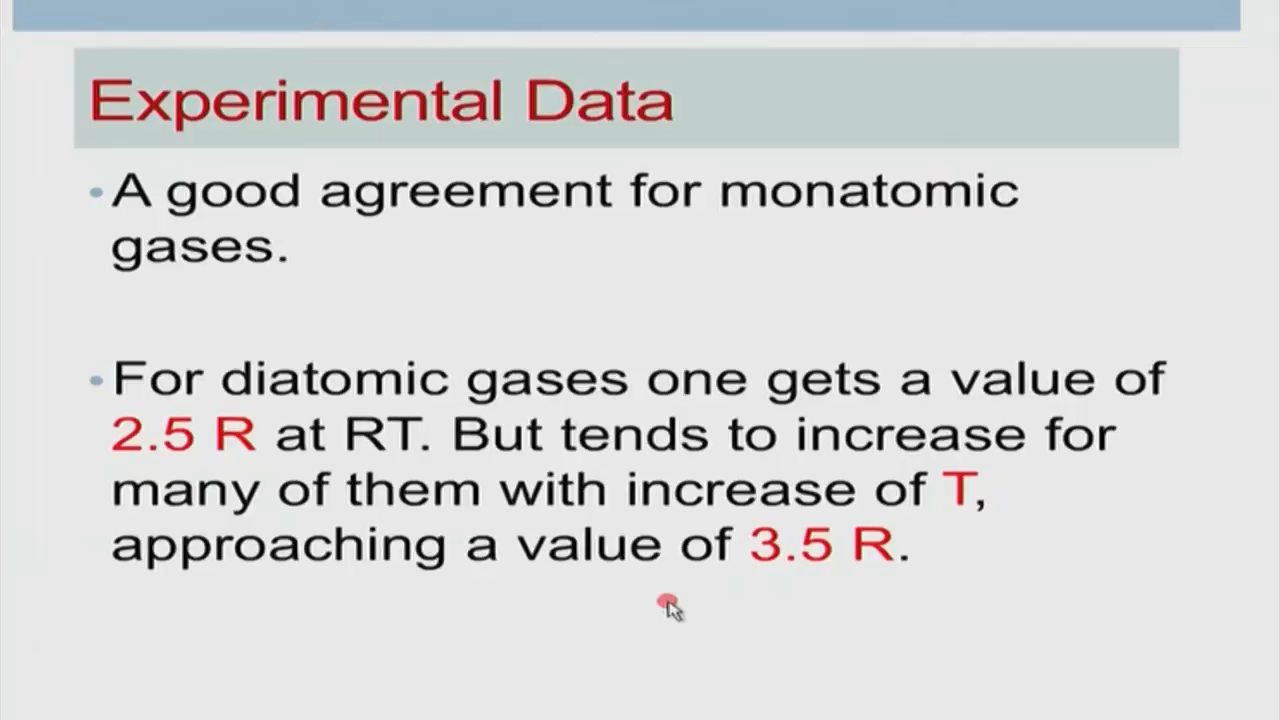 Experimental Data
• A good agreement for monatomic
gases.
• For diatomic gases one gets a value of
2.5 R at RT. But tends to increase for
many of them with increase of T,
approaching a value of 3.5 R.